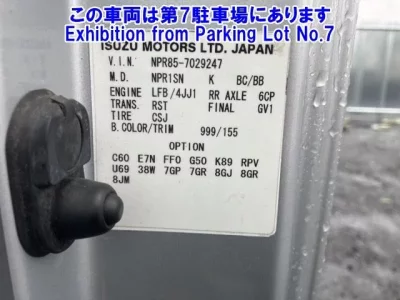 この車両は第7駐車場にあります
Exhibition from Parking Lot No.7
ISUZU MOTORS LTD. JAPAN
V.I.N. NPR85-7029247
M.D. NPR1SN K BC/BB
ENGINE LFB/4JJ1 RR AXLE 6CP
TRANS. RST FINAL GV1
TIRE CSJ
B.COLOR/TRIM 999/155
OPTION
C60 E7N FF0 G50 K89 RPV
U69 38W 7GP 7GR 8GJ 8GR
8JM